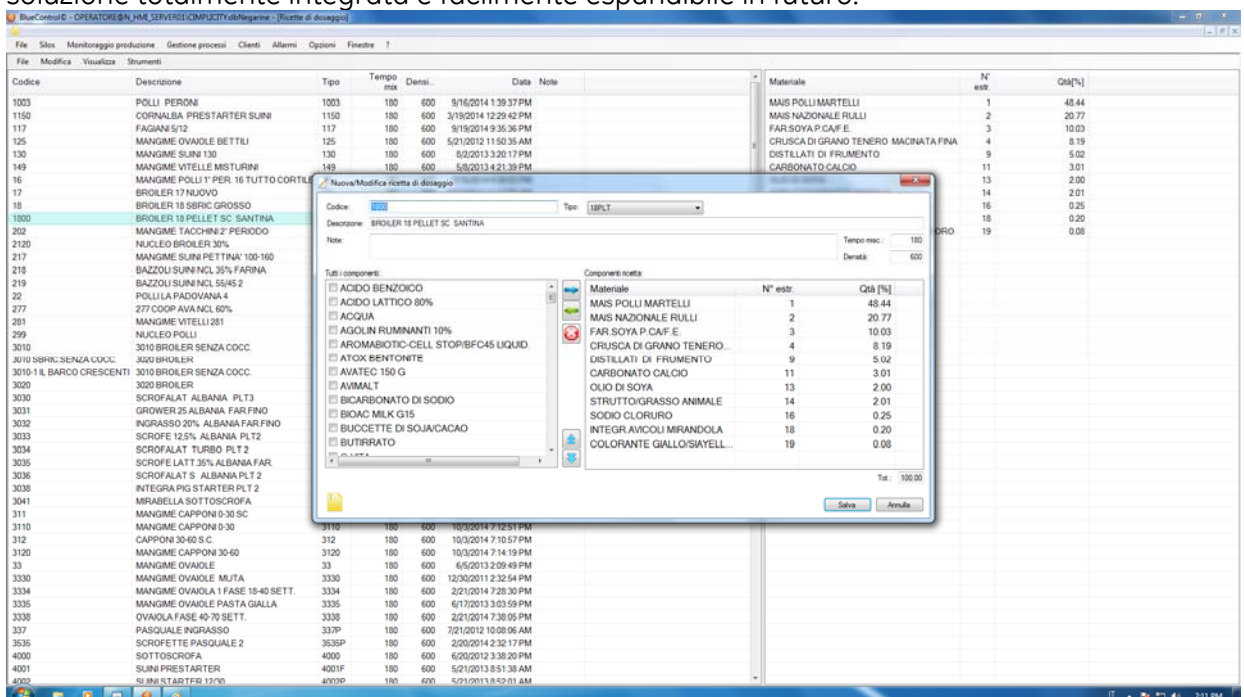 soluzione totalmente integrata e facilmente espandibile in futuro.
BlueControl© - OPERATORE@N_HMI_SERVER01\CIMPLICITY\dbNegarine - [Ricette di dosaggio]
File Silos Monitoraggio produzione Gestione processi Clienti Allarmi Opzioni Finestre ?
File Modifica Visualizza Strumenti
Codice Descrizione Tipo Tempo mix Densi... Data Note Materiale N° estr. Qtà[%]
1003 POLLI PERONI 1003 180 600 9/16/2014 1:39:37 PM MAIS POLLI MARTELLI 1 48.44
1150 CORNALBA PRESTARTER SUINI 1150 180 600 3/19/2014 12:29:42 PM MAIS NAZIONALE RULLI 2 20.77
117 FAGIANI 5/12 117 180 600 9/19/2014 9:35:36 PM FAR.SOYA P.CA/F.E. 3 10.03
125 MANGIME OVAIOLE BETTILI 125 180 600 5/21/2012 11:50:35 AM CRUSCA DI GRANO TENERO MACINATA FINA 4 8.19
130 MANGIME SUINI 130 130 180 600 8/2/2013 3:20:17 PM DISTILLATI DI FRUMENTO 9 5.02
149 MANGIME VITELLE MISTURINI 149 180 600 5/8/2013 4:21:39 PM CARBONATO CALCIO 11 3.01
16 MANGIME POLLI 1° PER. 16 TUTTO CORTILE 13 2.00
17 BROILER 17 NUOVO 14 2.01
18 BROILER 18 SBRIC.GROSSO 16 0.25
1800 BROILER 18 PELLET SC. SANTINA 18 0.20
202 MANGIME TACCHINI 2° PERIODO ORO 19 0.08
2120 NUCLEO BROILER 30%
217 MANGIME SUINI PETTINA' 100-160
218 BAZZOLI SUINI NCL 35% FARINA
219 BAZZOLI SUINI NCL 55/45 2
22 POLLI LA PADOVANA 4
277 277 COOP AVA NCL 60%
281 MANGIME VITELLI 281
299 NUCLEO POLLI
3010 3010 BROILER SENZA COCC.
3010 SBRIC.SENZA COCC. 3020 BROILER
3010-1 IL BARCO CRESCENTI 3010 BROILER SENZA COCC.
3020 3020 BROILER
3030 SCROFALAT ALBANIA PLT3
3031 GROWER 25 ALBANIA FAR.FINO
3032 INGRASSO 20% ALBANIA FAR.FINO
3033 SCROFE 12,5% ALBANIA PLT2
3034 SCROFALAT TURBO PLT 2
3035 SCROFE LATT.35% ALBANIA FAR.
3036 SCROFALAT S ALBANIA PLT 2
3038 INTEGRA PIG STARTER PLT 2
3041 MIRABELLA SOTTOSCROFA
311 MANGIME CAPPONI 0-30 SC
3110 MANGIME CAPPONI 0-30 3110 180 600 10/3/2014 7:12:51 PM
312 CAPPONI 30-60 S.C. 312 180 600 10/3/2014 7:10:57 PM
3120 MANGIME CAPPONI 30-60 3120 180 600 10/3/2014 7:14:19 PM
33 MANGIME OVAIOLE 33 180 600 6/5/2013 2:09:49 PM
3330 MANGIME OVAIOLE MUTA 3330 180 600 12/30/2011 2:32:54 PM
3334 MANGIME OVAIOLA 1 FASE 18-40 SETT. 3334 180 600 2/21/2014 7:28:30 PM
3335 MANGIME OVAIOLE PASTA GIALLA 3335 180 600 6/17/2013 3:03:59 PM
3338 OVAIOLA FASE 40-70 SETT. 3338 180 600 2/21/2014 7:38:05 PM
337 PASQUALE INGRASSO 337P 180 600 7/21/2012 10:08:06 AM
3535 SCROFETTE PASQUALE 2 3535P 180 600 2/20/2014 2:32:17 PM
4000 SOTTOSCROFA 4000 180 600 6/20/2012 3:38:20 PM
4001 SUINI PRESTARTER 4001F 180 600 5/21/2013 8:51:38 AM
4002 SUINI STARTER 12/30 4002P 180 600 5/21/2013 8:52:01 AM
Nuova/Modifica ricetta di dosaggio
Codice: 1800 Tipo: 18PLT
Descrizione: BROILER 18 PELLET SC. SANTINA
Note: Tempo misc.: 180
Densità: 600
Tutti i componenti: Componenti ricetta:
ACIDO BENZOICO Materiale N° estr. Qtà [%]
ACIDO LATTICO 80% MAIS POLLI MARTELLI 1 48.44
ACQUA MAIS NAZIONALE RULLI 2 20.77
AGOLIN RUMINANTI 10% FAR.SOYA P.CA/F.E. 3 10.03
AROMABIOTIC-CELL STOP/BFC45 LIQUID. CRUSCA DI GRANO TENERO... 4 8.19
ATOX BENTONITE DISTILLATI DI FRUMENTO 9 5.02
AVATEC 150 G CARBONATO CALCIO 11 3.01
AVIMALT OLIO DI SOYA 13 2.00
BICARBONATO DI SODIO STRUTTO/GRASSO ANIMALE 14 2.01
BIOAC MILK G15 SODIO CLORURO 16 0.25
BUCCETTE DI SOJA/CACAO INTEGR.AVICOLI MIRANDOLA 18 0.20
BUTIRRATO COLORANTE GIALLO/SIAYELL... 19 0.08
Tot.: 100.00
Salva Annulla
IT 2:11 PM